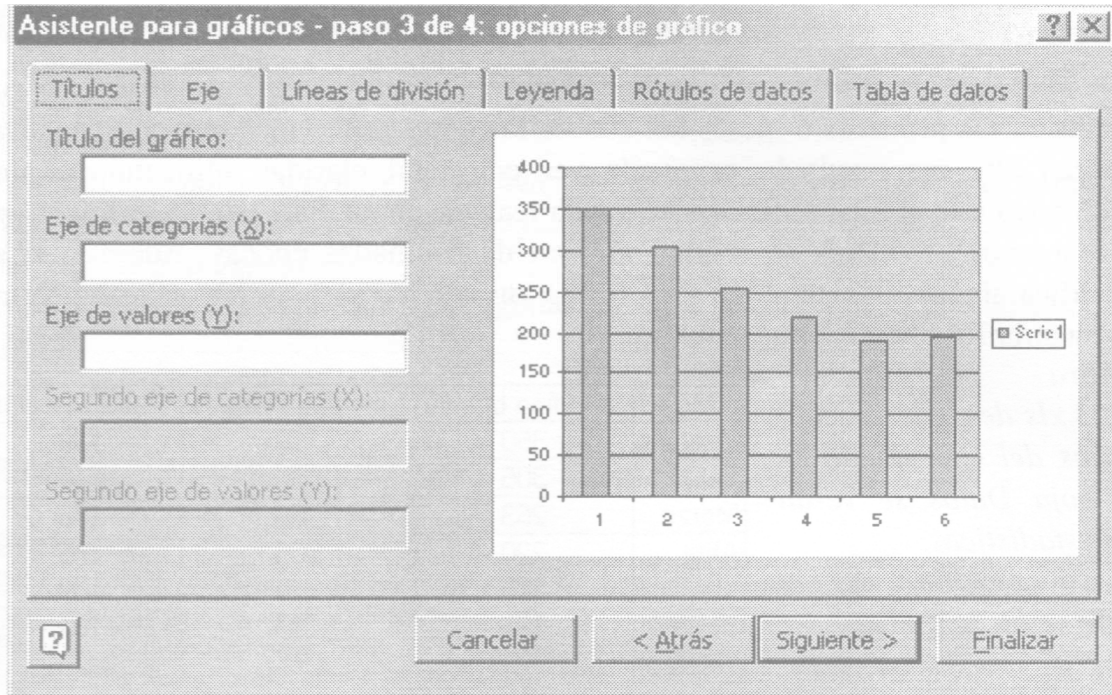 Asistente para gráficos - paso 3 de 4: opciones de gráfico
Títulos Eje Líneas de división Leyenda Rótulos de datos Tabla de datos
Título del gráfico:
Eje de categorías (X):
Eje de valores (Y):
Segundo eje de categorías (X):
Segundo eje de valores (Y):
400
350
300
250
200
150
100
50
0
1 2 3 4 5 6
Serie1
Cancelar < Atrás Siguiente > Finalizar